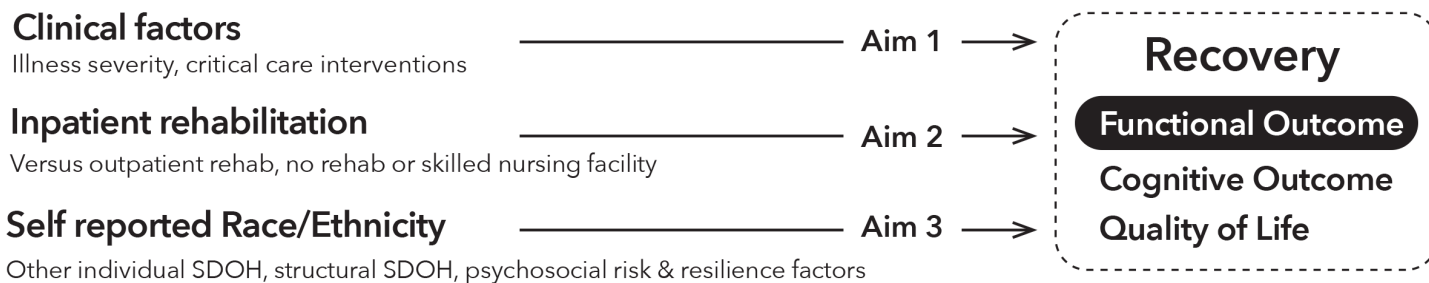 Clinical factors
Illness severity, critical care interventions
Aim 1
Inpatient rehabilitation
Versus outpatient rehab, no rehab or skilled nursing facility
Aim 2
Self reported Race/Ethnicity
Other individual SDOH, structural SDOH, psychosocial risk & resilience factors
Aim 3
Recovery
Functional Outcome
Cognitive Outcome
Quality of Life